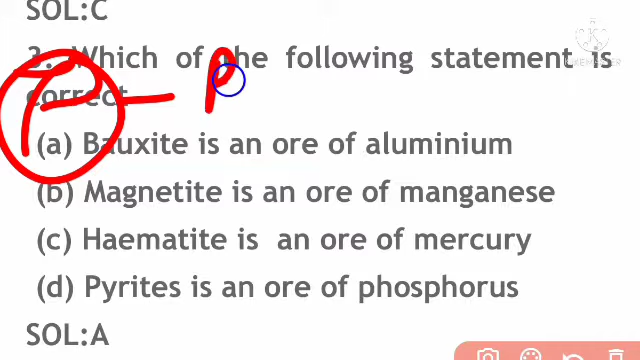 SOL:C
3. Which of the following statement is
correct
P - P
(a) Bauxite is an ore of aluminium
(b) Magnetite is an ore of manganese
(c) Haematite is an ore of mercury
(d) Pyrites is an ore of phosphorus
SOL:A